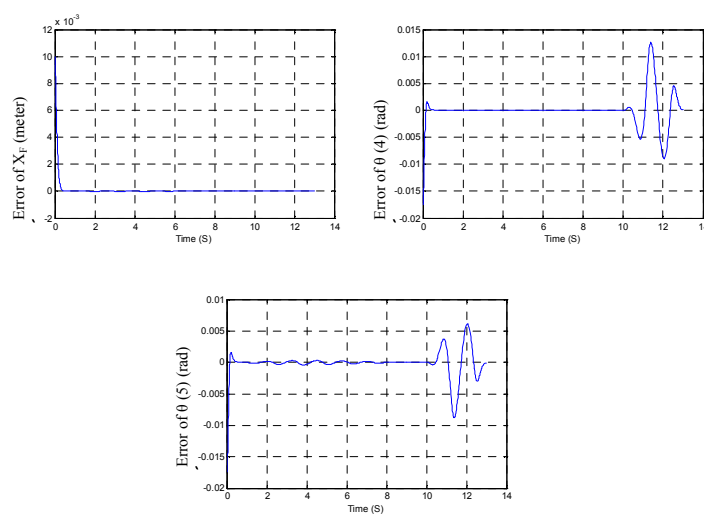 x 10⁻³
12
10
8
6
4
2
0
-2
0 2 4 6 8 10 12 14
Time (S)
Error of X_F (meter)
0.015
0.01
0.005
0
-0.005
-0.01
-0.015
-0.02
0 2 4 6 8 10 12 14
Time (S)
Error of θ (4) (rad)
0.01
0.005
0
-0.005
-0.01
-0.015
-0.02
0 2 4 6 8 10 12 14
Time (S)
Error of θ (5) (rad)